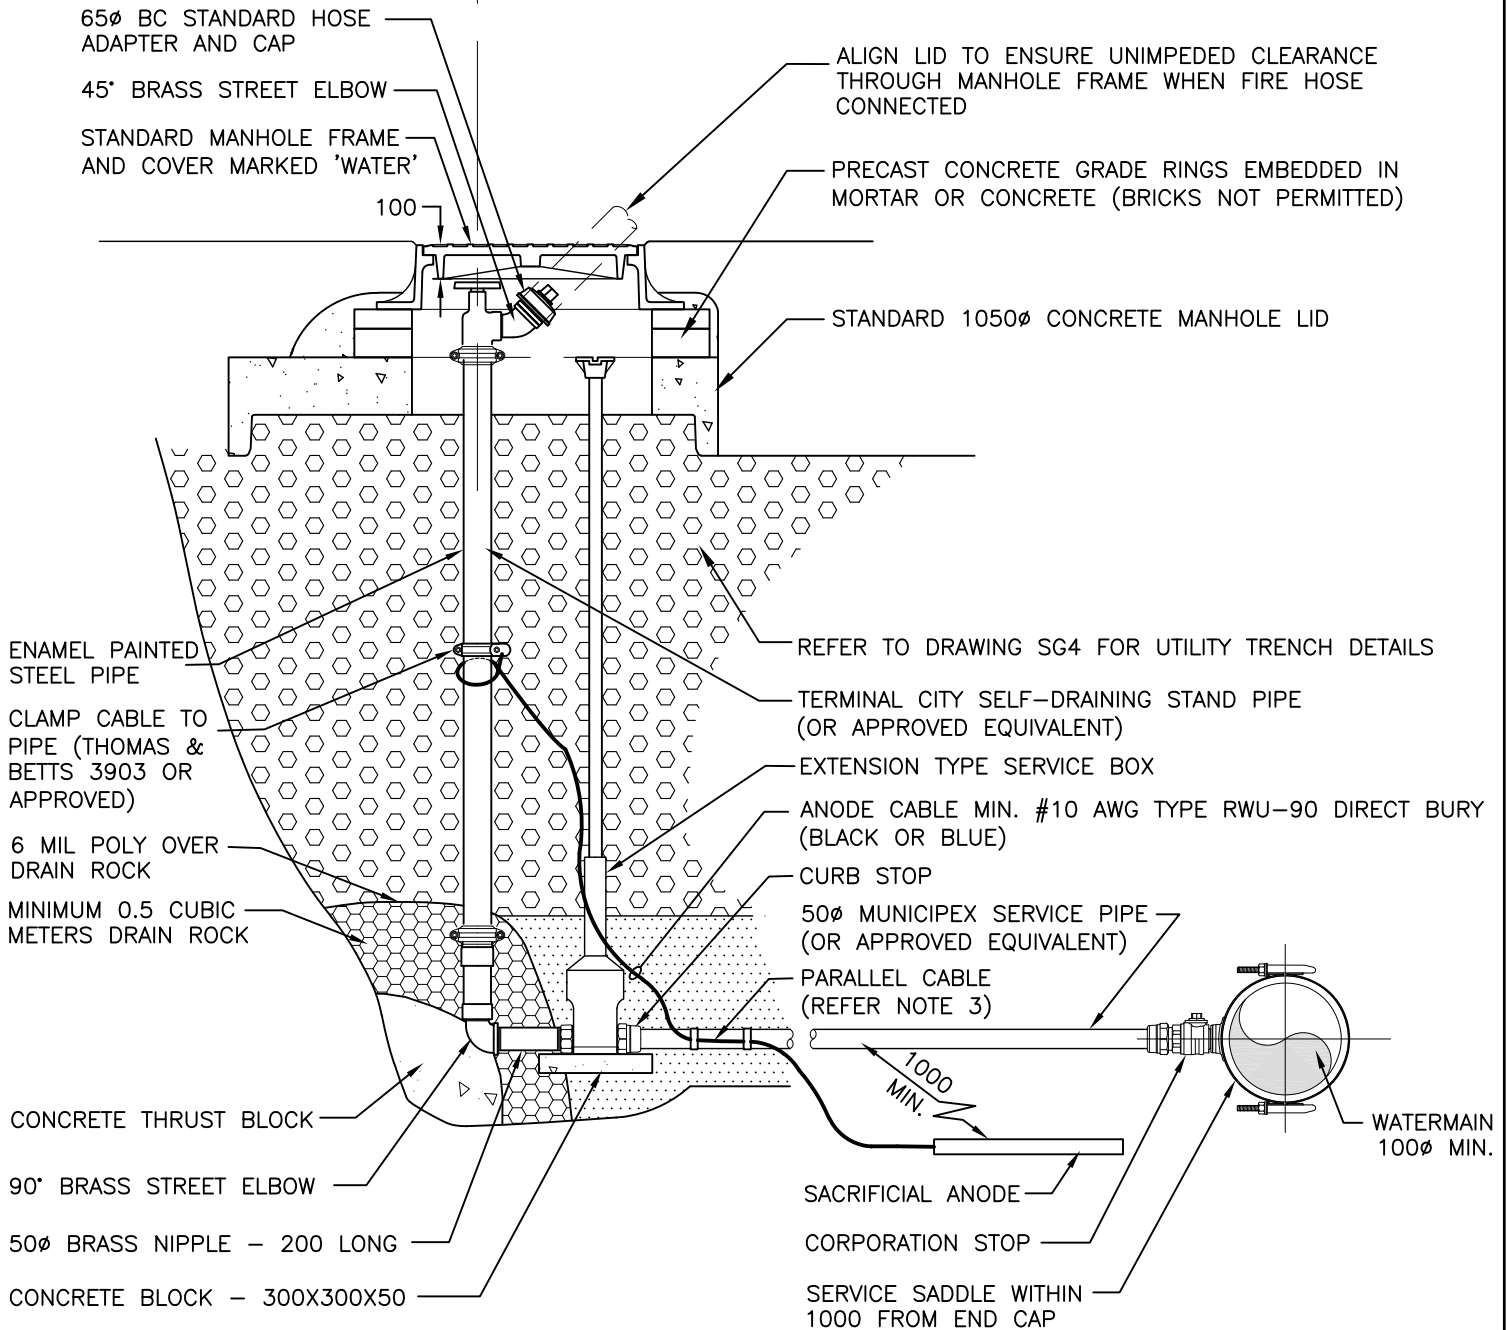 65ø BC STANDARD HOSE
ADAPTER AND CAP
45° BRASS STREET ELBOW
STANDARD MANHOLE FRAME
AND COVER MARKED 'WATER'
100
ALIGN LID TO ENSURE UNIMPEDED CLEARANCE
THROUGH MANHOLE FRAME WHEN FIRE HOSE
CONNECTED
PRECAST CONCRETE GRADE RINGS EMBEDDED IN
MORTAR OR CONCRETE (BRICKS NOT PERMITTED)
STANDARD 1050ø CONCRETE MANHOLE LID
ENAMEL PAINTED
STEEL PIPE
CLAMP CABLE TO
PIPE (THOMAS &
BETTS 3903 OR
APPROVED)
6 MIL POLY OVER
DRAIN ROCK
MINIMUM 0.5 CUBIC
METERS DRAIN ROCK
CONCRETE THRUST BLOCK
90° BRASS STREET ELBOW
50ø BRASS NIPPLE – 200 LONG
CONCRETE BLOCK – 300X300X50
REFER TO DRAWING SG4 FOR UTILITY TRENCH DETAILS
TERMINAL CITY SELF–DRAINING STAND PIPE
(OR APPROVED EQUIVALENT)
EXTENSION TYPE SERVICE BOX
ANODE CABLE MIN. #10 AWG TYPE RWU–90 DIRECT BURY
(BLACK OR BLUE)
CURB STOP
50ø MUNICIPEX SERVICE PIPE
(OR APPROVED EQUIVALENT)
PARALLEL CABLE
(REFER NOTE 3)
1000
MIN.
WATERMAIN
100ø MIN.
SACRIFICIAL ANODE
CORPORATION STOP
SERVICE SADDLE WITHIN
1000 FROM END CAP